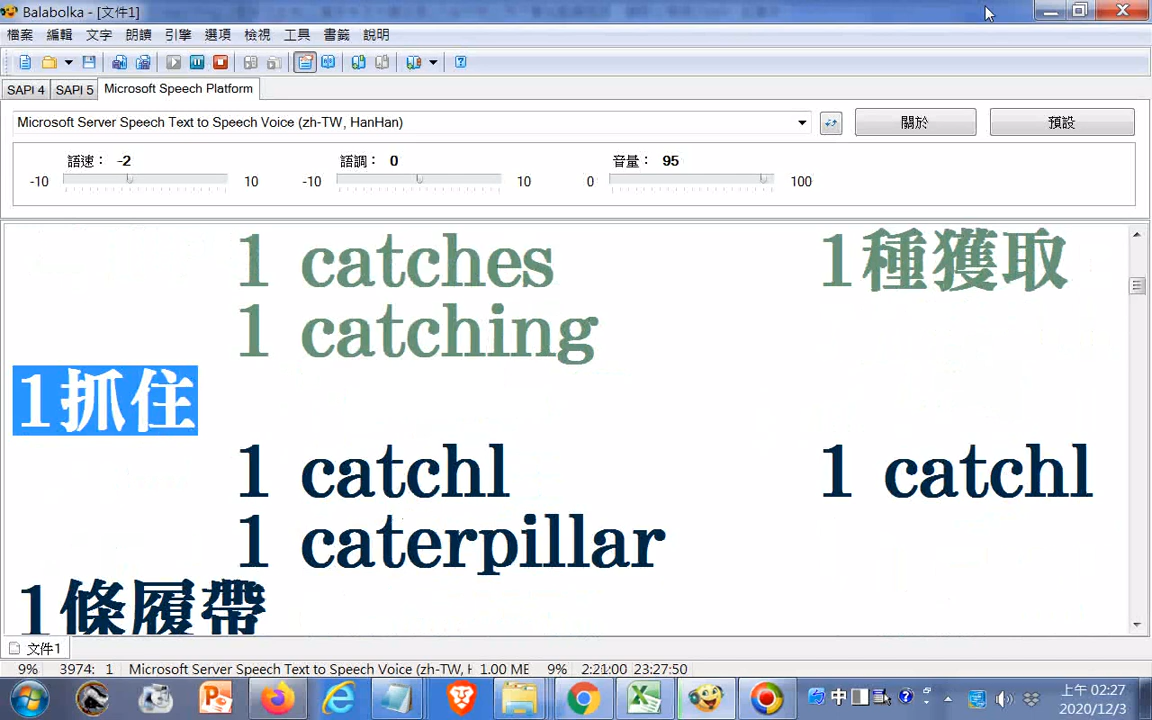 Balabolka - [文件1]
檔案 編輯 文字 朗讀 引擎 選項 檢視 工具 書籤 說明
SAPI 4 SAPI 5 Microsoft Speech Platform
Microsoft Server Speech Text to Speech Voice (zh-TW, HanHan) 關於 預設
語速： -2 語調： 0 音量： 95
-10 10 -10 10 0 100
1 catches 1種獲取
1 catching
1抓住
1 catchl 1 catchl
1 caterpillar
1條履帶
文件1
9% 3974: 1 Microsoft Server Speech Text to Speech Voice (zh-TW, 1.00 ME 9% 2:21:00 23:27:50
中 上午 02:27
2020/12/3